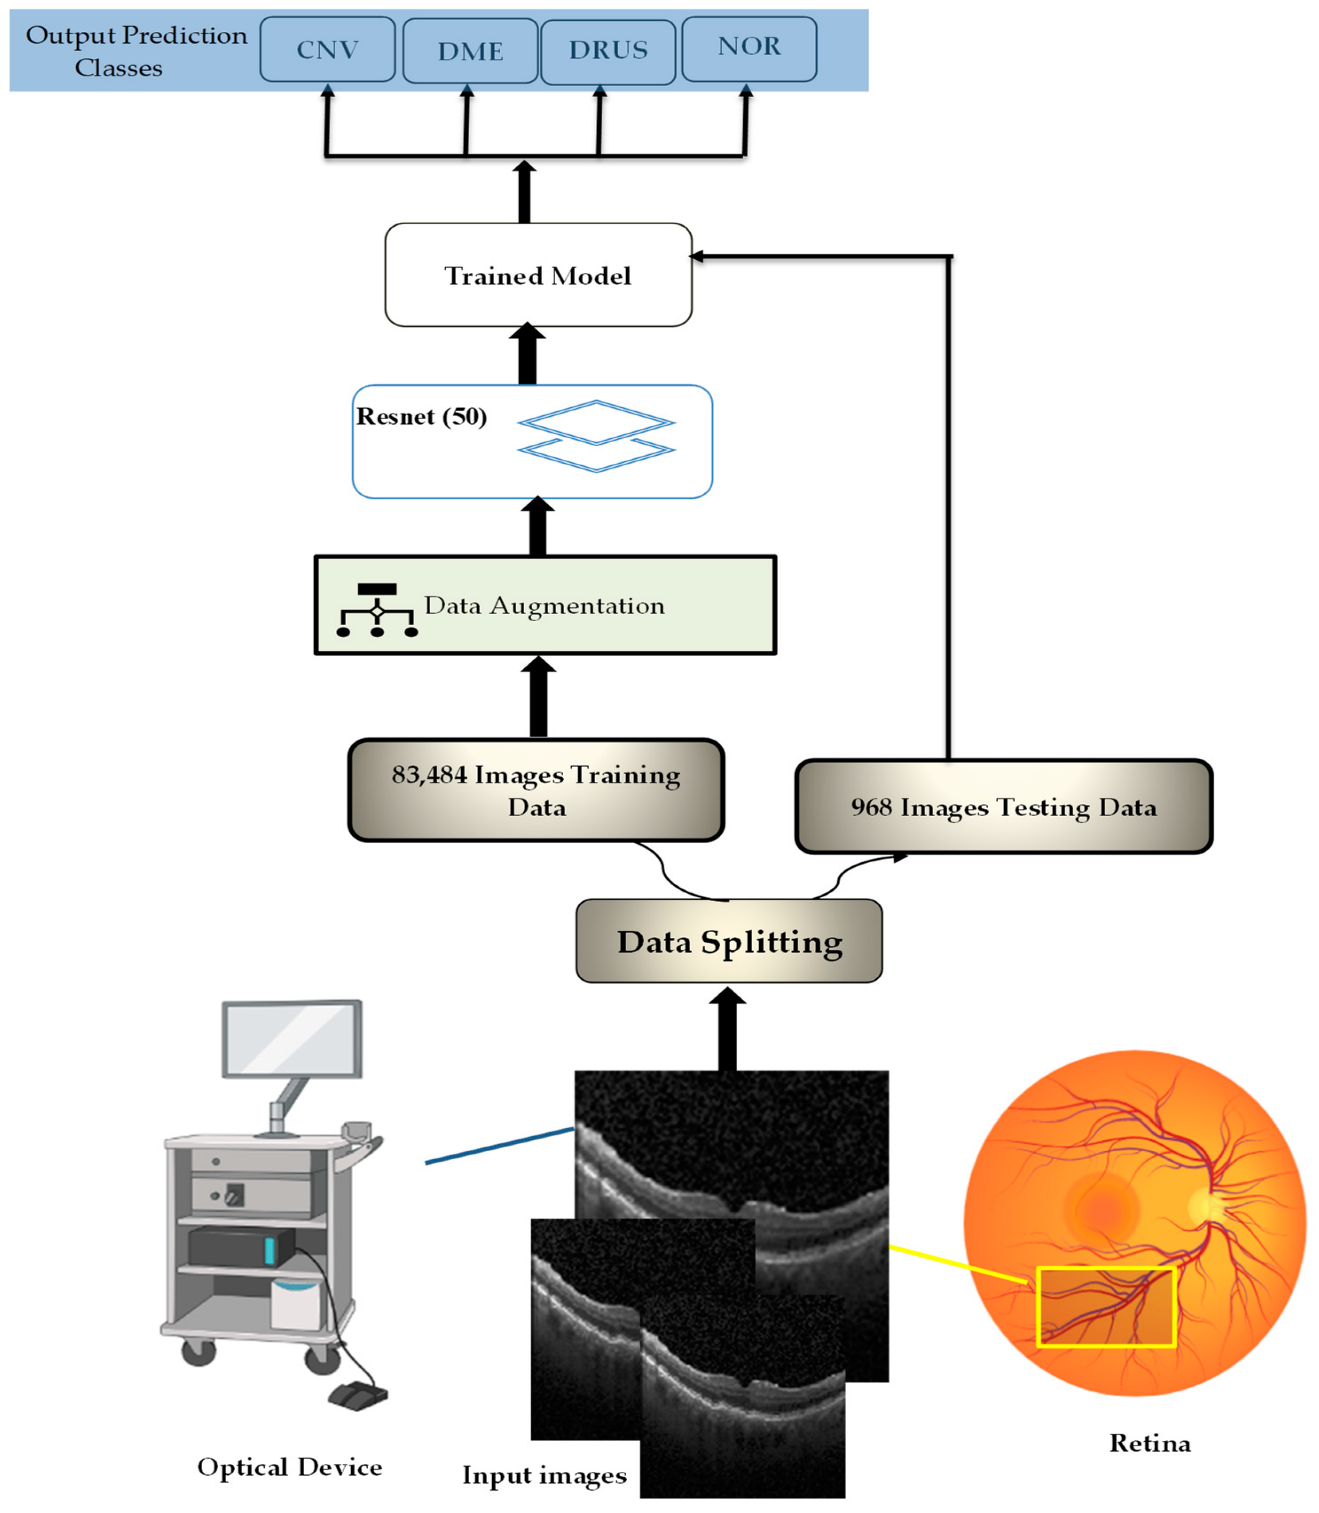 Output Prediction
Classes
CNV
DME
DRUS
NOR
Trained Model
Resnet (50)
Data Augmentation
83,484 Images Training
Data
968 Images Testing Data
Data Splitting
Optical Device
Input images
Retina